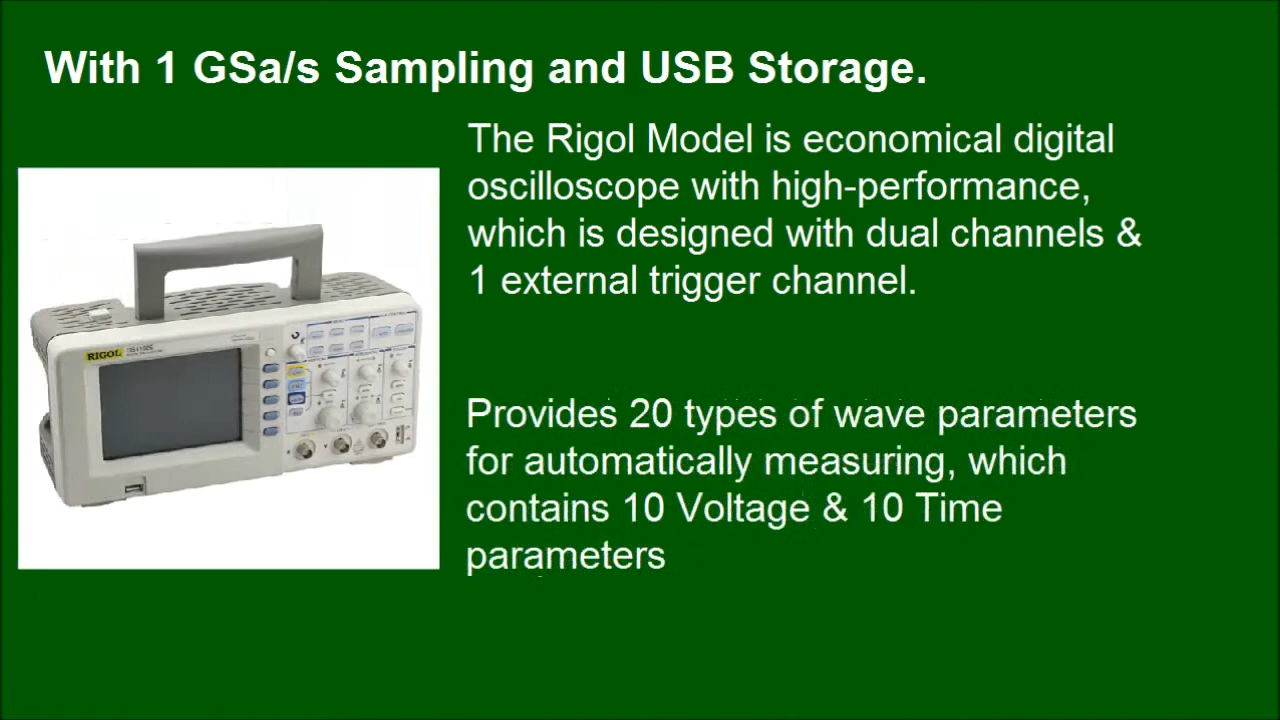 With 1 GSa/s Sampling and USB Storage.
The Rigol Model is economical digital
oscilloscope with high-performance,
which is designed with dual channels &
1 external trigger channel.
RIGOL
Provides 20 types of wave parameters
for automatically measuring, which
contains 10 Voltage & 10 Time
parameters